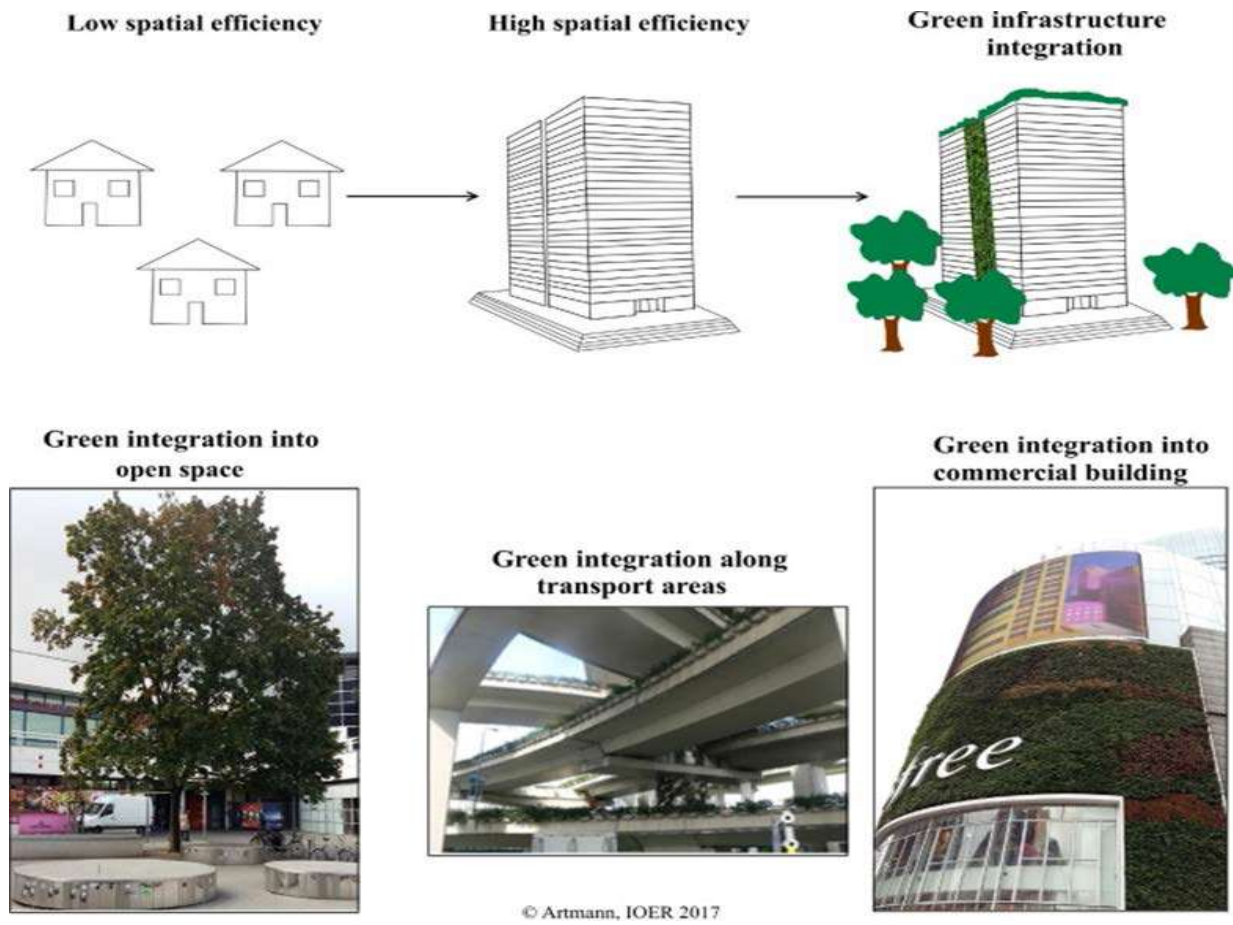 Low spatial efficiency
High spatial efficiency
Green infrastructure
integration
Green integration into
open space
Green integration along
transport areas
Green integration into
commercial building
free
© Artmann, IOER 2017